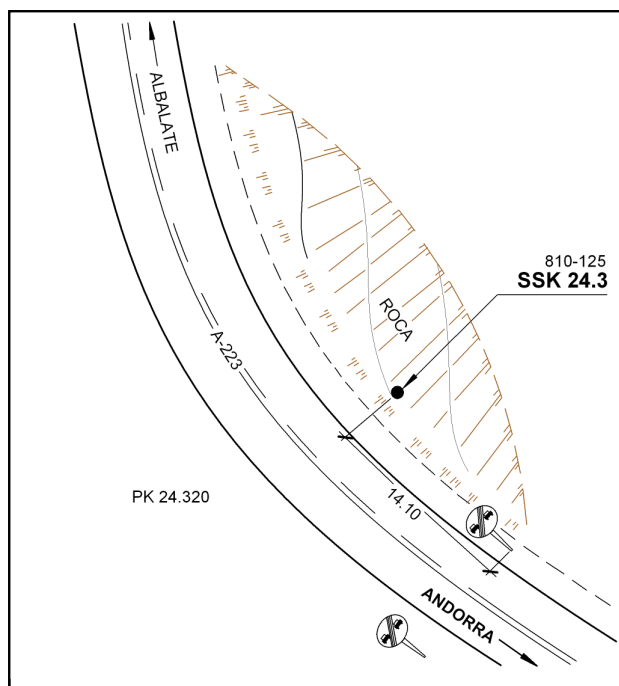 ALBALATE
810-125
SSK 24.3
ROCA
A-223
14.10
PK 24.320
ANDORRA